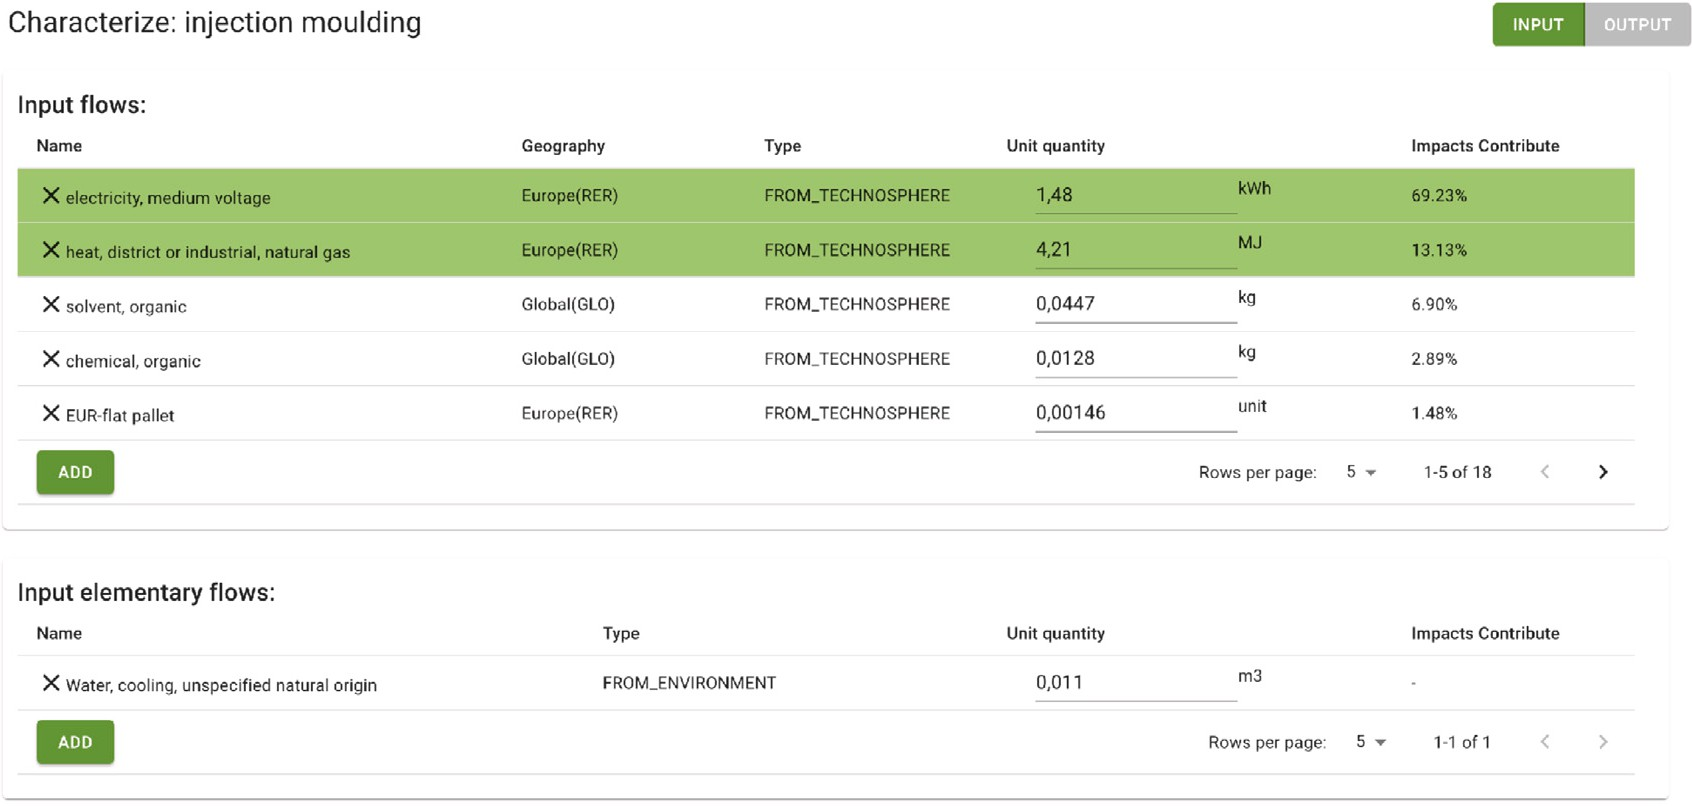 Characterize: injection moulding INPUT OUTPUT
Input flows:
Name Geography Type Unit quantity Impacts Contribute
electricity, medium voltage Europe(RER) FROM_TECHNOSPHERE 1,48 kWh 69.23%
heat, district or industrial, natural gas Europe(RER) FROM_TECHNOSPHERE 4,21 MJ 13.13%
solvent, organic Global(GLO) FROM_TECHNOSPHERE 0,0447 kg 6.90%
chemical, organic Global(GLO) FROM_TECHNOSPHERE 0,0128 kg 2.89%
EUR-flat pallet Europe(RER) FROM_TECHNOSPHERE 0,00146 unit 1.48%
ADD Rows per page: 5 1-5 of 18
Input elementary flows:
Name Type Unit quantity Impacts Contribute
Water, cooling, unspecified natural origin FROM_ENVIRONMENT 0,011 m3 -
ADD Rows per page: 5 1-1 of 1